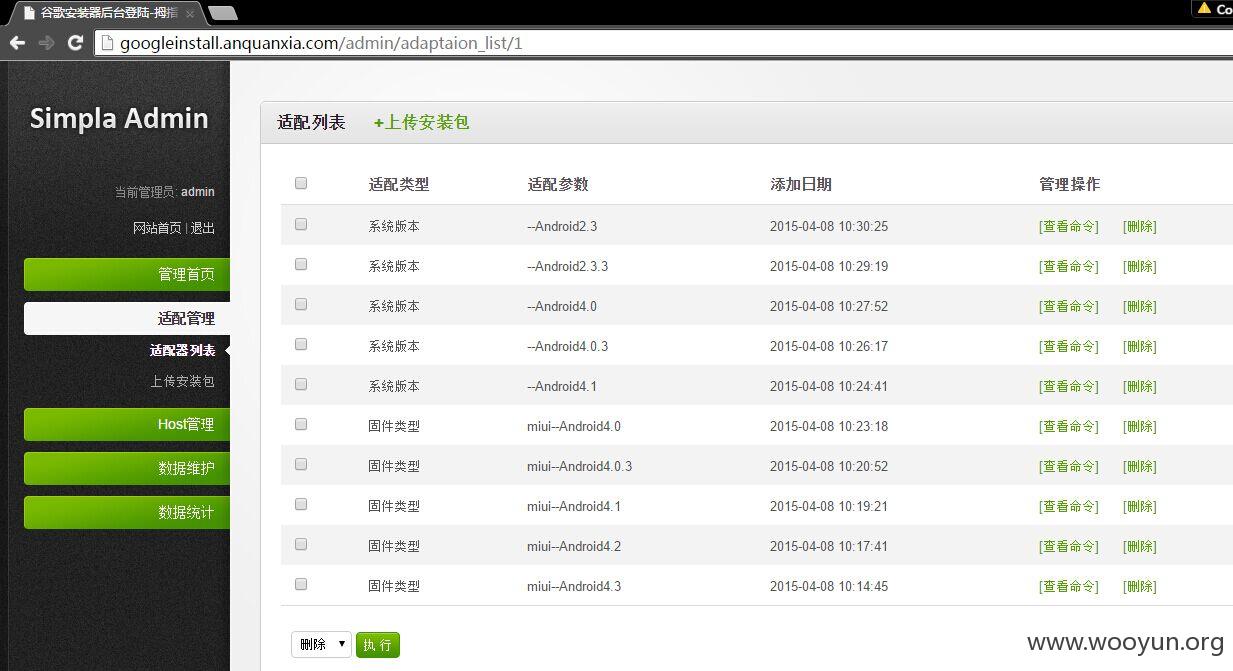 谷歌安装器后台登陆-拇指
Co
googleinstall.anquanxia.com/admin/adaptaion_list/1
Simpla Admin
当前管理员: admin
网站首页 | 退出
管理首页
适配管理
适配器列表
上传安装包
Host管理
数据维护
数据统计
适配列表 +上传安装包
适配类型 适配参数 添加日期 管理操作
系统版本 --Android2.3 2015-04-08 10:30:25 [查看命令] [删除]
系统版本 --Android2.3.3 2015-04-08 10:29:19 [查看命令] [删除]
系统版本 --Android4.0 2015-04-08 10:27:52 [查看命令] [删除]
系统版本 --Android4.0.3 2015-04-08 10:26:17 [查看命令] [删除]
系统版本 --Android4.1 2015-04-08 10:24:41 [查看命令] [删除]
固件类型 miui--Android4.0 2015-04-08 10:23:18 [查看命令] [删除]
固件类型 miui--Android4.0.3 2015-04-08 10:20:52 [查看命令] [删除]
固件类型 miui--Android4.1 2015-04-08 10:19:21 [查看命令] [删除]
固件类型 miui--Android4.2 2015-04-08 10:17:41 [查看命令] [删除]
固件类型 miui--Android4.3 2015-04-08 10:14:45 [查看命令] [删除]
删除 执行
www.wooyun.org